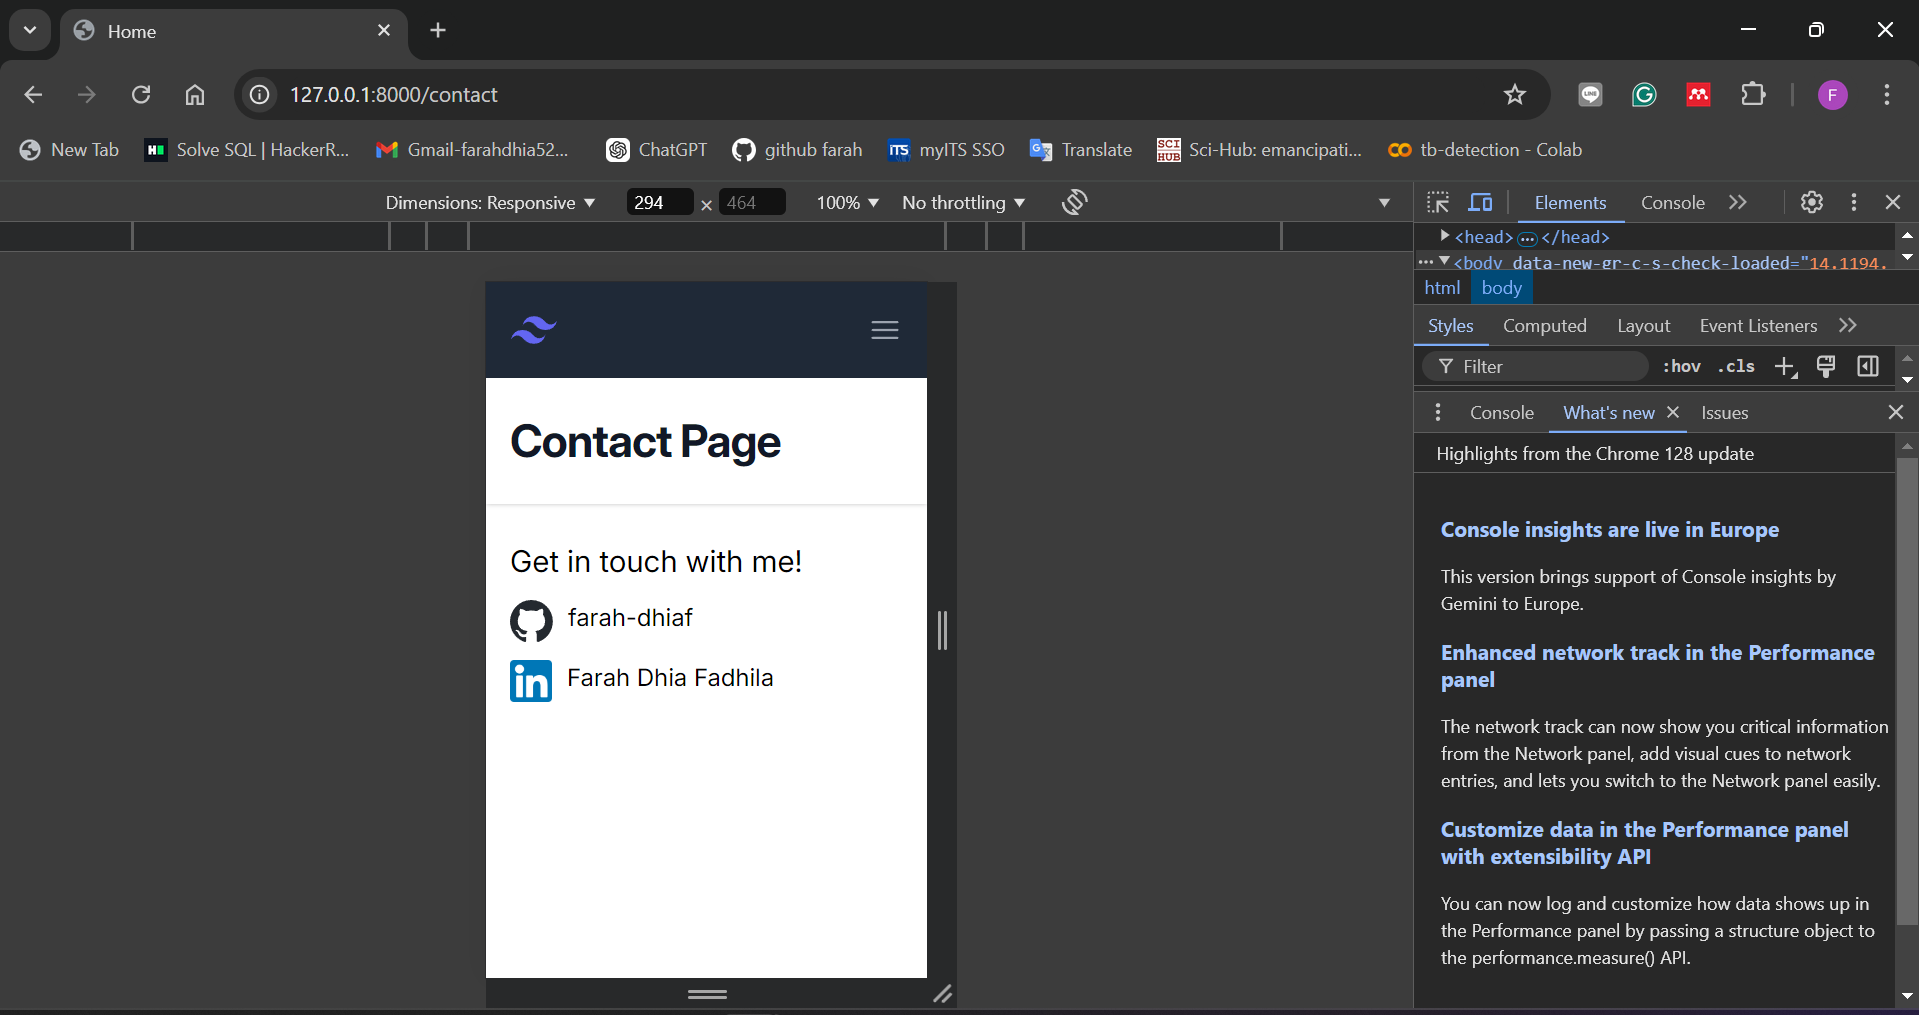 Home
127.0.0.1:8000/contact
New Tab
Solve SQL | HackerR...
Gmail-farahdhia52...
ChatGPT
github farah
myITS SSO
Translate
Sci-Hub: emancipati...
tb-detection - Colab
F
Dimensions: Responsive
294 × 464
100%
No throttling
Elements
Console
<head> ... </head>
... <body data-new-gr-c-s-check-loaded="14.1194.
html body
Styles Computed Layout Event Listeners
Filter :hov .cls
Console What's new Issues
Highlights from the Chrome 128 update
Console insights are live in Europe
This version brings support of Console insights by
Gemini to Europe.
Enhanced network track in the Performance
panel
The network track can now show you critical information
from the Network panel, add visual cues to network
entries, and lets you switch to the Network panel easily.
Customize data in the Performance panel
with extensibility API
You can now log and customize how data shows up in
the Performance panel by passing a structure object to
the performance.measure() API.
Contact Page
Get in touch with me!
farah-dhiaf
in Farah Dhia Fadhila